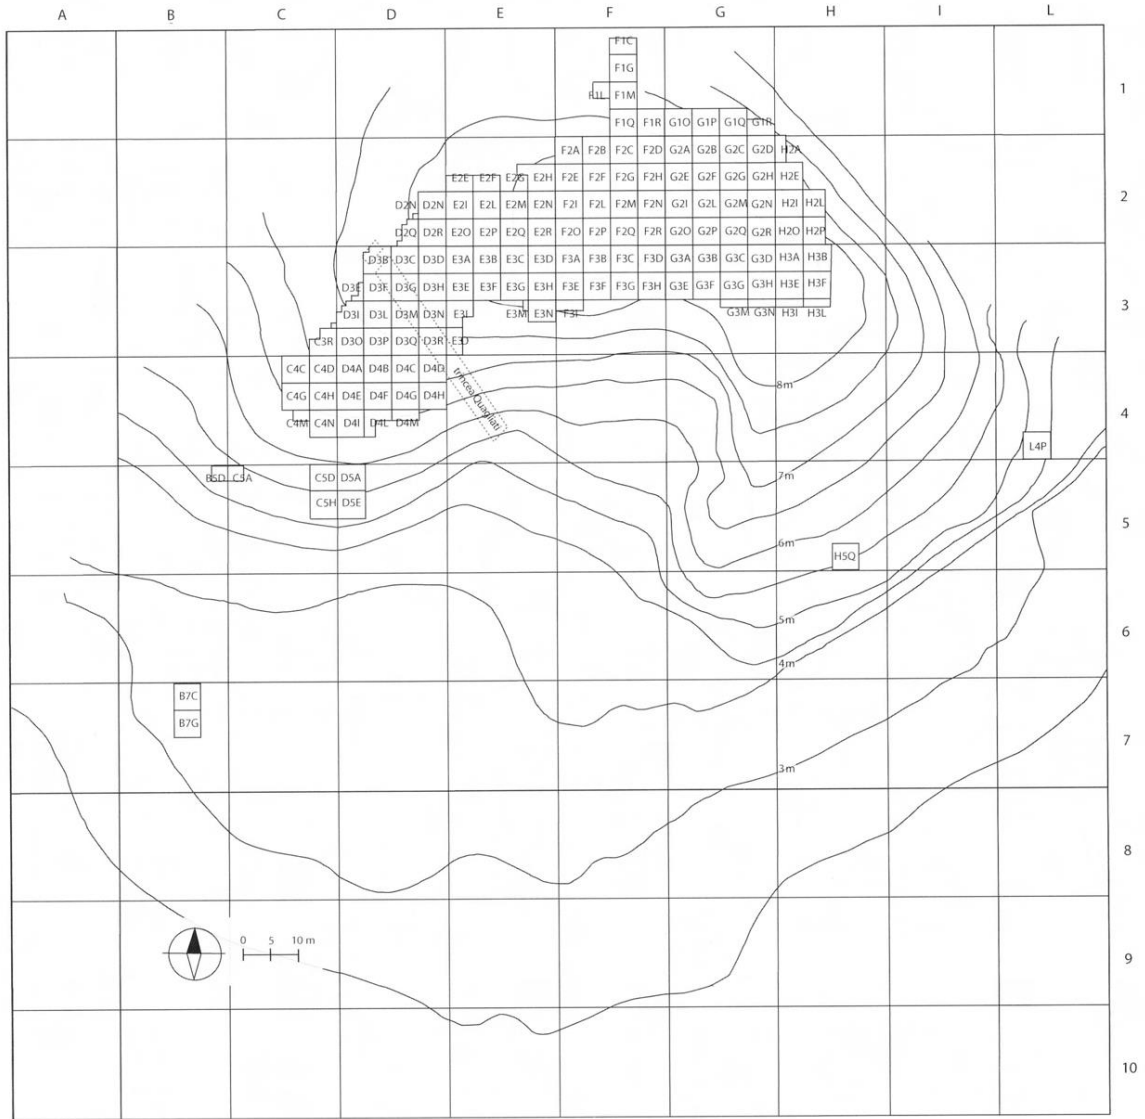 A B C D E F G H I L
F1C
F1G
1
F1L F1M
F1Q F1R G1O G1P G1Q G1R
F2A F2B F2C F2D G2A G2B G2C G2D H2A
E2E E2F E2G E2H F2E F2F F2G F2H G2E G2F G2G G2H H2E
2
D2N D2N E2I E2L E2M E2N F2I F2L F2M F2N G2I G2L G2M G2N H2I H2L
D2Q D2R E2O E2P E2Q E2R F2O F2P F2Q F2R G2O G2P G2Q G2R H2O H2P
D3B D3C D3D E3A E3B E3C E3D F3A F3B F3C F3D G3A G3B G3C G3D H3A H3B
D3E D3F D3G D3H E3E E3F E3G E3H F3E F3F F3G F3H G3E G3F G3G G3H H3E H3F
3
D3I D3L D3M D3N E3I E3M E3N F3I G3M G3N H3I H3L
C3R D3O D3P D3Q D3R E3O
C4C C4D D4A D4B D4C D4D
trincea Quagliati
8m
C4G C4H D4E D4F D4G D4H
4
C4M C4N D4I D4L D4M
L4P
B5D C5A C5D D5A
7m
C5H D5E
5
6m
H5Q
5m
6
4m
B7C
B7G
7
3m
8
0 5 10 m
9
10